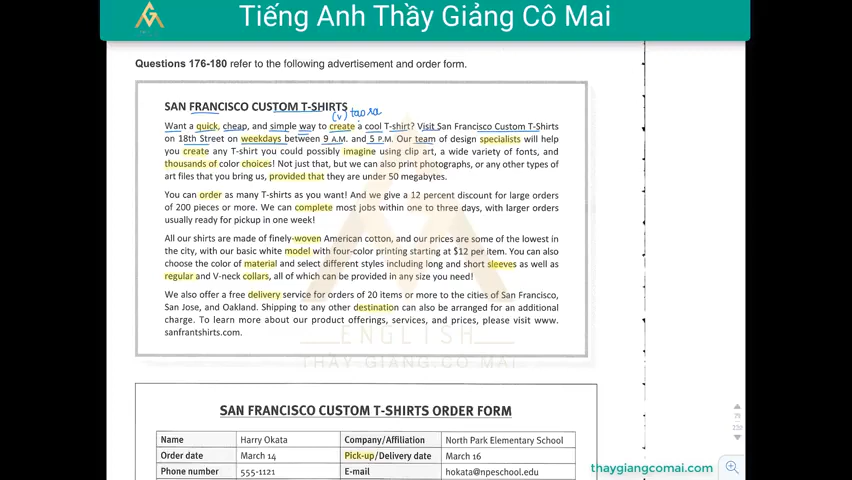 Tiếng Anh Thầy Giảng Cô Mai
Questions 176-180 refer to the following advertisement and order form.
SAN FRANCISCO CUSTOM T-SHIRTS
(v) tạo ra
Want a quick, cheap, and simple way to create a cool T-shirt? Visit San Francisco Custom T-Shirts
on 18th Street on weekdays between 9 A.M. and 5 P.M. Our team of design specialists will help
you create any T-shirt you could possibly imagine using clip art, a wide variety of fonts, and
thousands of color choices! Not just that, but we can also print photographs, or any other types of
art files that you bring us, provided that they are under 50 megabytes.
You can order as many T-shirts as you want! And we give a 12 percent discount for large orders
of 200 pieces or more. We can complete most jobs within one to three days, with larger orders
usually ready for pickup in one week!
All our shirts are made of finely-woven American cotton, and our prices are some of the lowest in
the city, with our basic white model with four-color printing starting at $12 per item. You can also
choose the color of material and select different styles including long and short sleeves as well as
regular and V-neck collars, all of which can be provided in any size you need!
We also offer a free delivery service for orders of 20 items or more to the cities of San Francisco,
San Jose, and Oakland. Shipping to any other destination can also be arranged for an additional
charge. To learn more about our product offerings, services, and prices, please visit www.
sanfrantshirts.com.
ENGLISH
THẦY GIẢNG.CÔ MAI
SAN FRANCISCO CUSTOM T-SHIRTS ORDER FORM
Name Harry Okata Company/Affiliation North Park Elementary School
Order date March 14 Pick-up/Delivery date March 16
Phone number 555-1121 E-mail hokata@npeschool.edu
thaygiangcomai.com